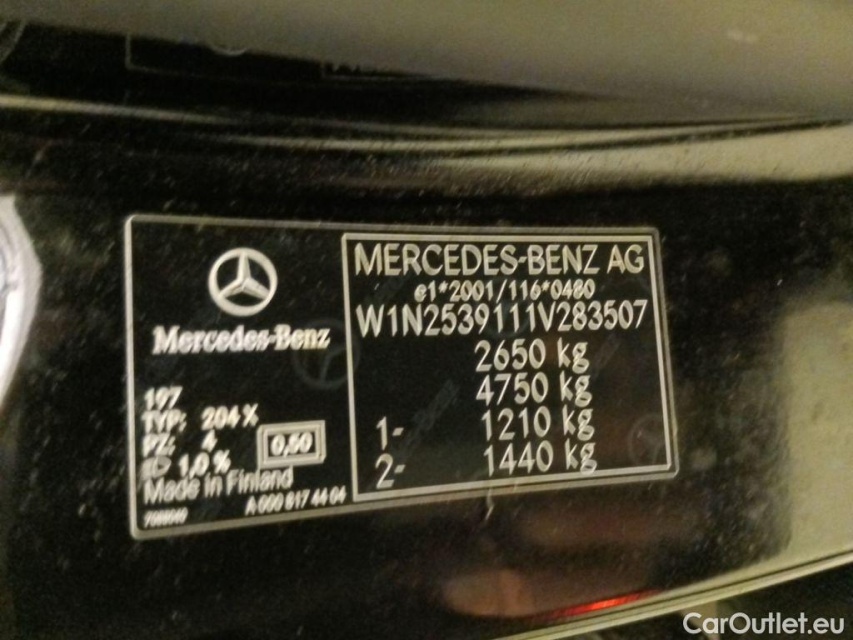 Mercedes-Benz
197
TYP: 204 X
PZ: 4
0,50
1,0 %
Made in Finland
A 000 817 44 04
MERCEDES-BENZ AG
e1*2001/116*0480
W1N2539111V283507
2650 kg
4750 kg
1- 1210 kg
2- 1440 kg
CarOutlet.eu